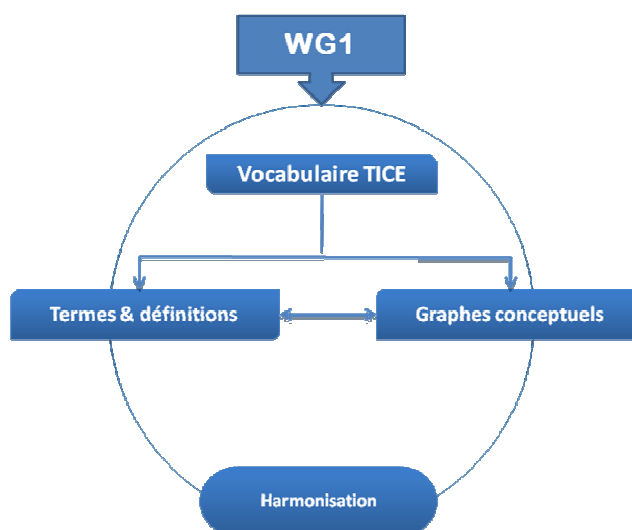 WG1
Vocabulaire TICE
Termes & définitions
Graphes conceptuels
Harmonisation